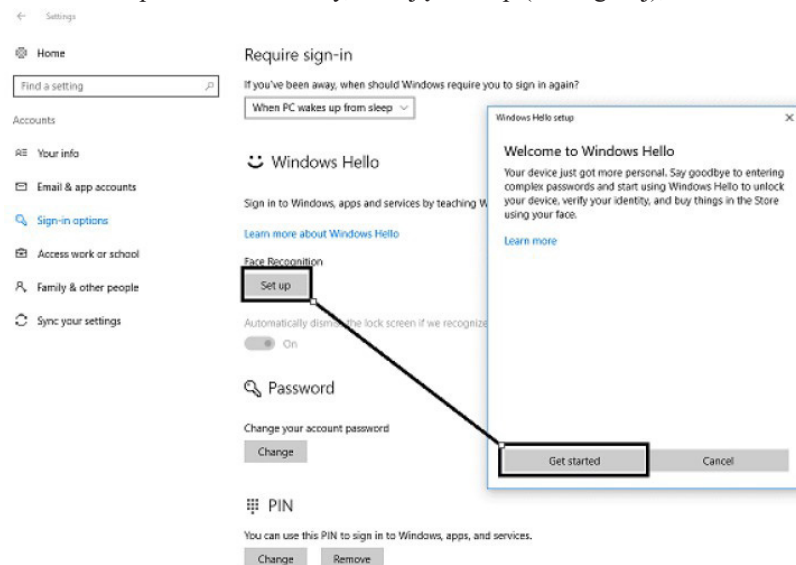 Settings
Home
Find a setting
Accounts
Your info
Email & app accounts
Sign-in options
Access work or school
Family & other people
Sync your settings
Require sign-in
If you've been away, when should Windows require you to sign in again?
When PC wakes up from sleep
Windows Hello
Sign in to Windows, apps and services by teaching W
Learn more about Windows Hello
Face Recognition
Set up
Automatically dismiss the lock screen if we recognize
On
Password
Change your account password
Change
PIN
You can use this PIN to sign in to Windows, apps, and services.
Change Remove
Windows Hello setup
Welcome to Windows Hello
Your device just got more personal. Say goodbye to entering
complex passwords and start using Windows Hello to unlock
your device, verify your identity, and buy things in the Store
using your face.
Learn more
Get started Cancel